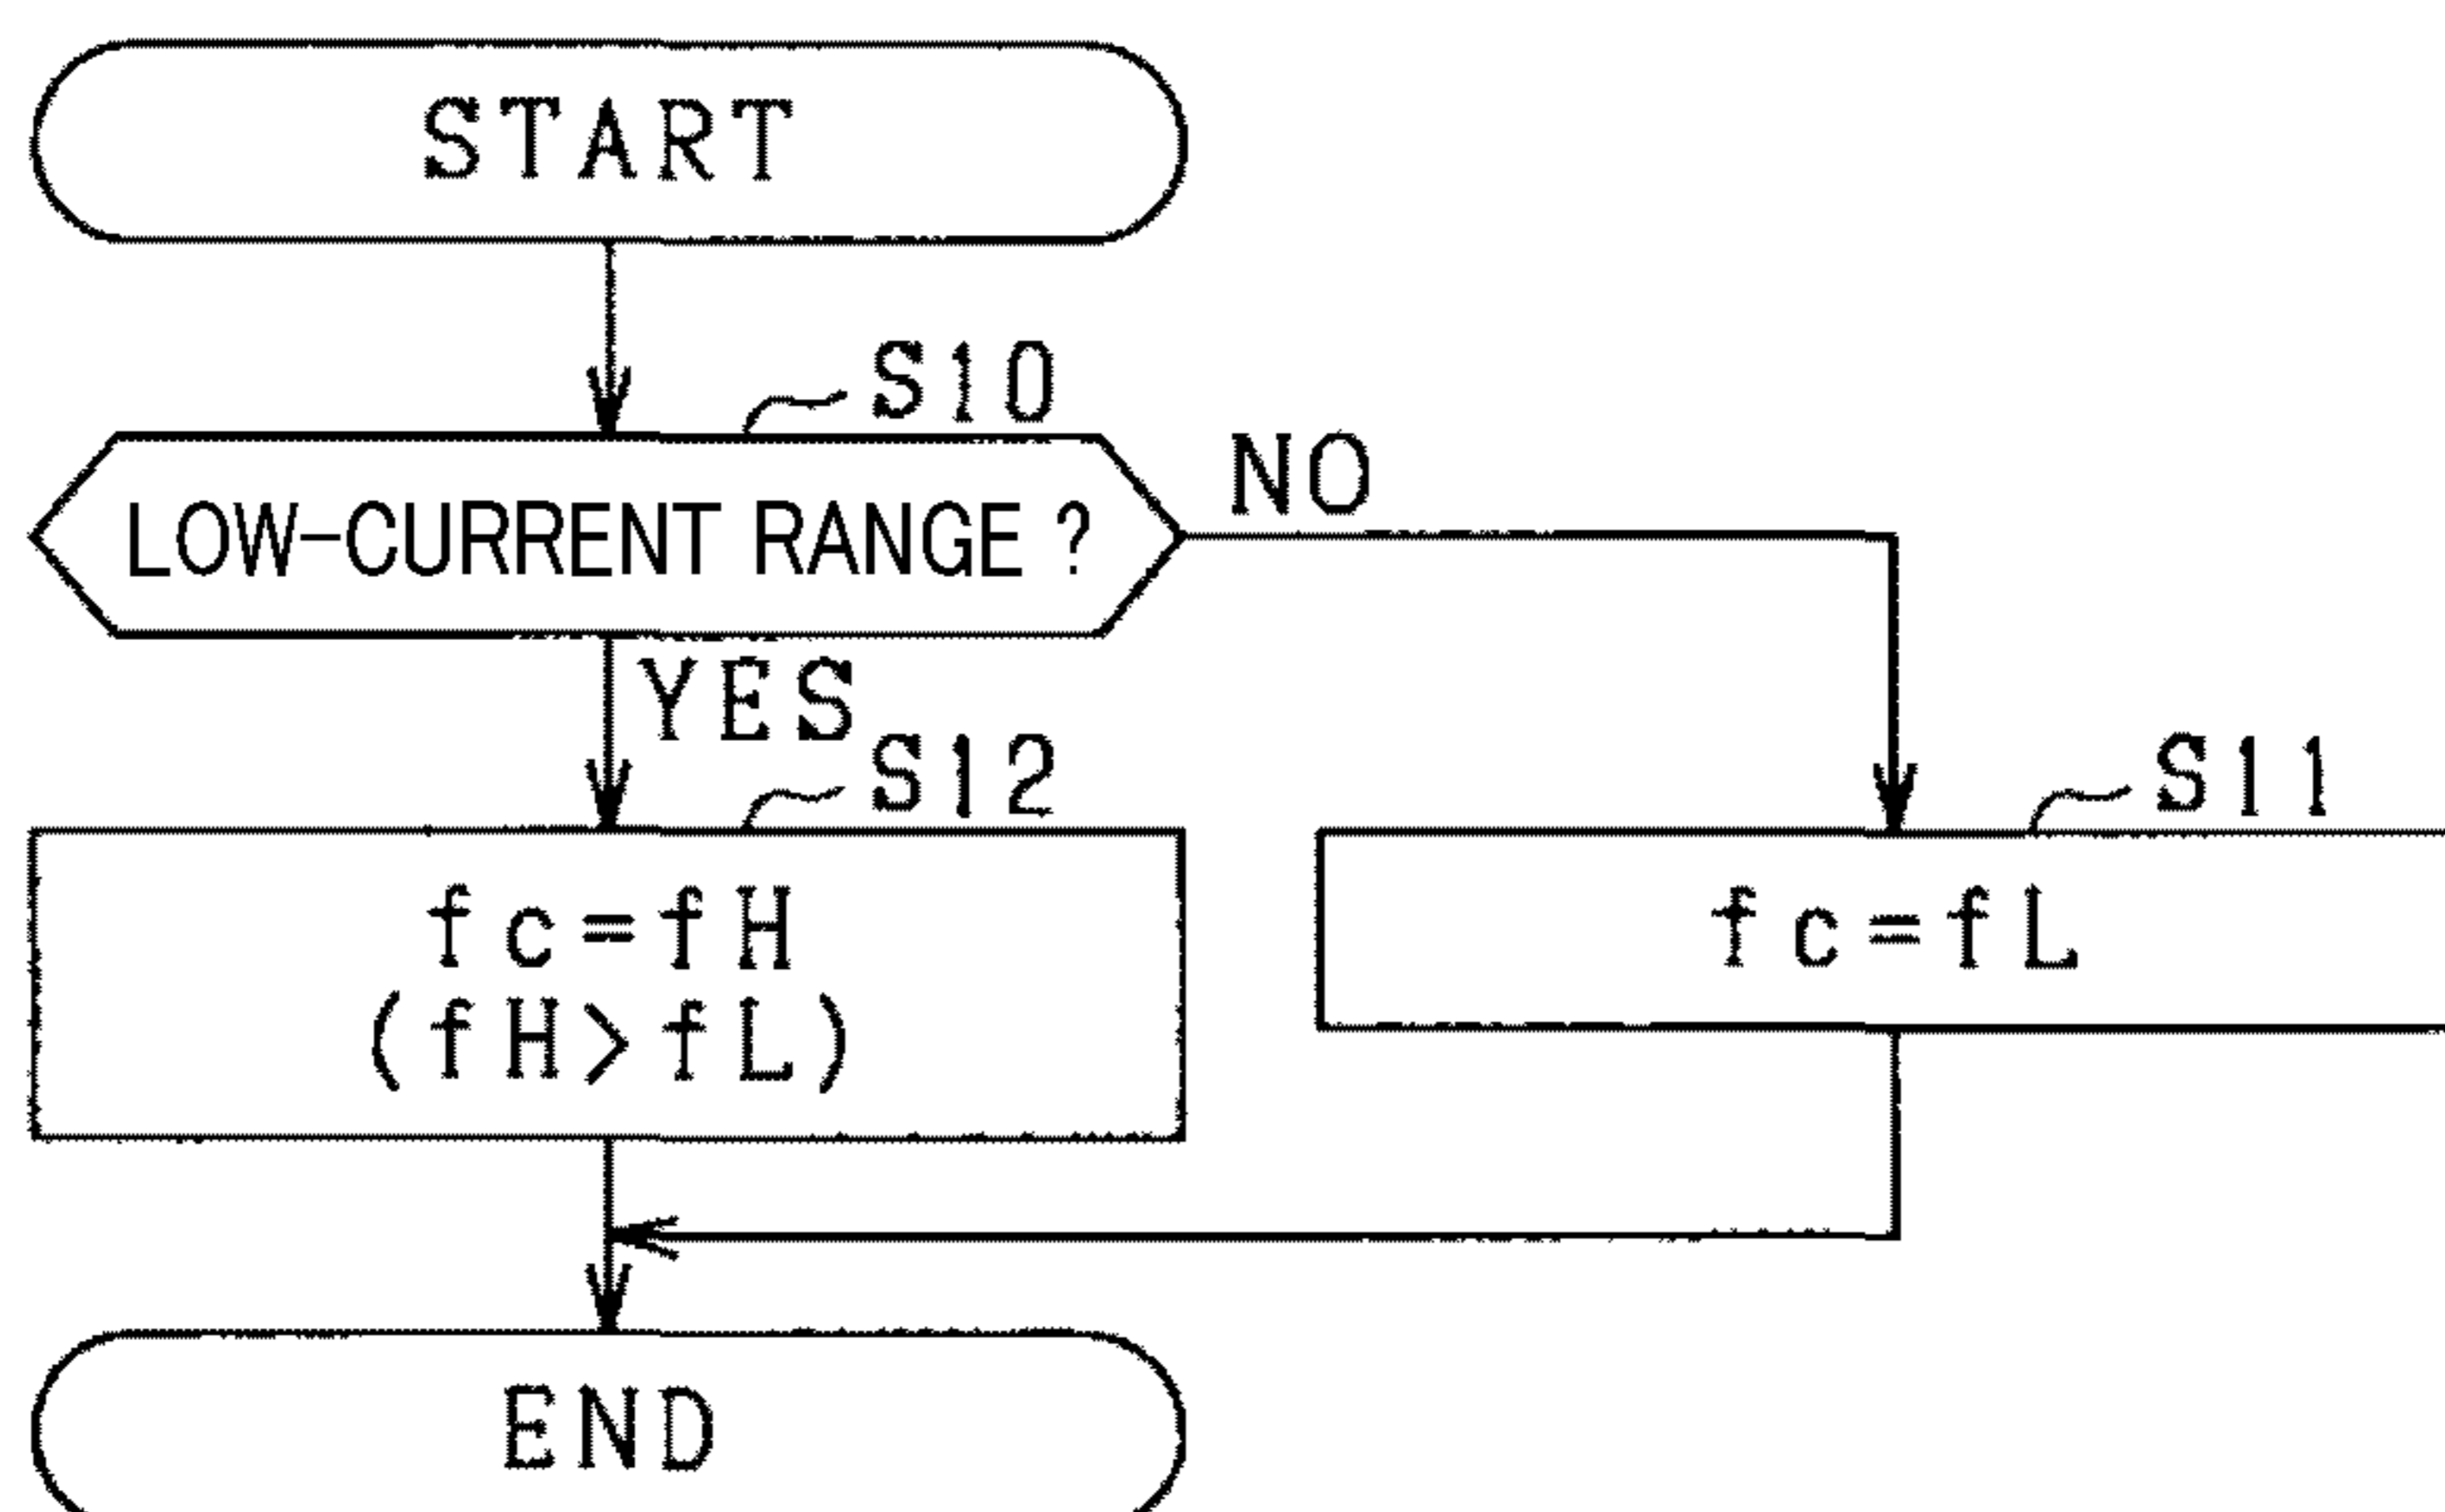 START
S10
LOW-CURRENT RANGE ?
NO
YES
S12
S11
fc=fH
(fH>fL)
fc=fL
END